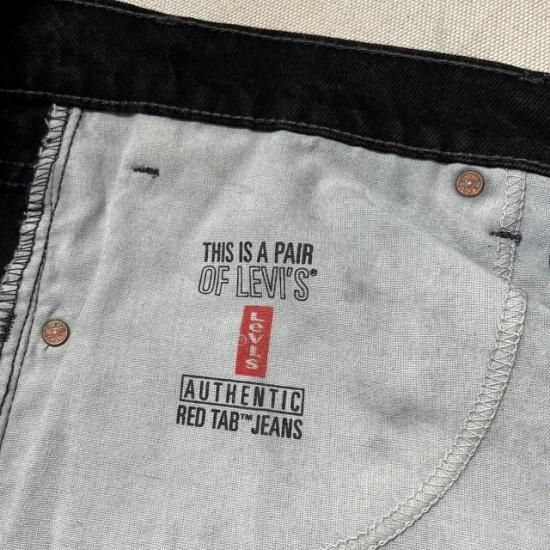 THIS IS A PAIR
OF LEVI'S®
LEVI'S
AUTHENTIC
RED TAB™ JEANS